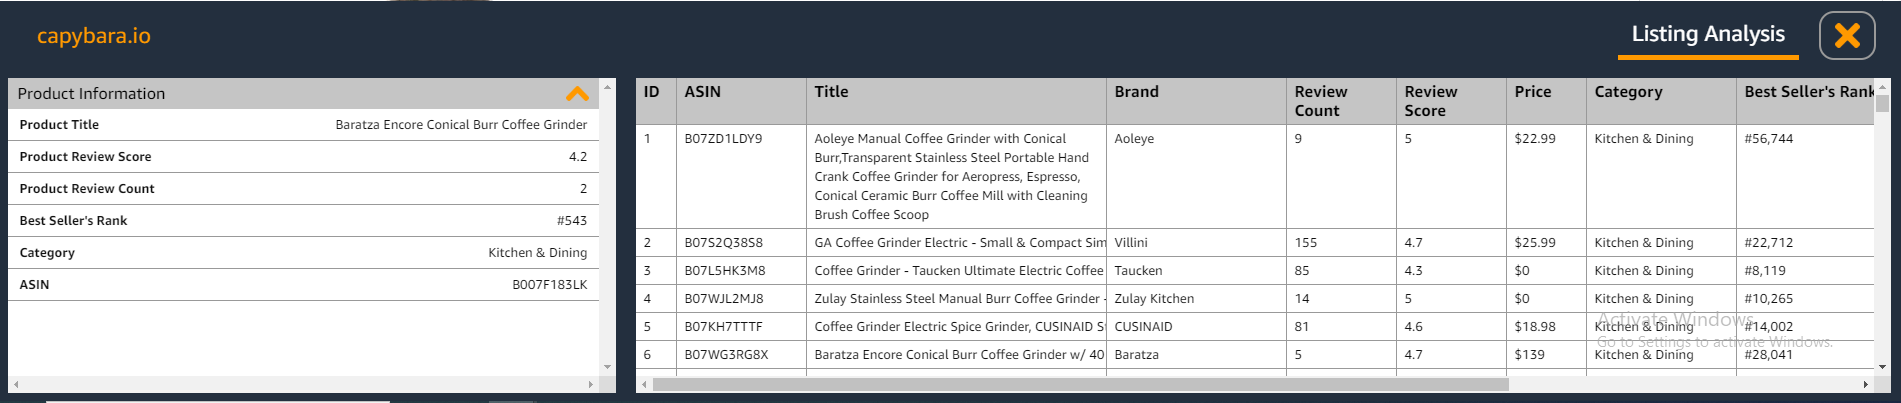 capybara.io
Listing Analysis
Product Information
Product Title Baratza Encore Conical Burr Coffee Grinder
Product Review Score 4.2
Product Review Count 2
Best Seller's Rank #543
Category Kitchen & Dining
ASIN B007F183LK
ID ASIN Title Brand Review Count Review Score Price Category Best Seller's Rank
1 B07ZD1LDY9 Aoleye Manual Coffee Grinder with Conical Aoleye 9 5 $22.99 Kitchen & Dining #56,744
Burr,Transparent Stainless Steel Portable Hand
Crank Coffee Grinder for Aeropress, Espresso,
Conical Ceramic Burr Coffee Mill with Cleaning
Brush Coffee Scoop
2 B07S2Q38S8 GA Coffee Grinder Electric - Small & Compact Sim Villini 155 4.7 $25.99 Kitchen & Dining #22,712
3 B07L5HK3M8 Coffee Grinder - Taucken Ultimate Electric Coffee Taucken 85 4.3 $0 Kitchen & Dining #8,119
4 B07WJL2MJ8 Zulay Stainless Steel Manual Burr Coffee Grinder - Zulay Kitchen 14 5 $0 Kitchen & Dining #10,265
5 B07KH7TTTF Coffee Grinder Electric Spice Grinder, CUSINAID CUSINAID 81 4.6 $18.98 Kitchen & Dining #14,002
6 B07WG3RG8X Baratza Encore Conical Burr Coffee Grinder w/ 40 Baratza 5 4.7 $139 Kitchen & Dining #28,041
Activate Windows
Go to Settings to activate Windows.